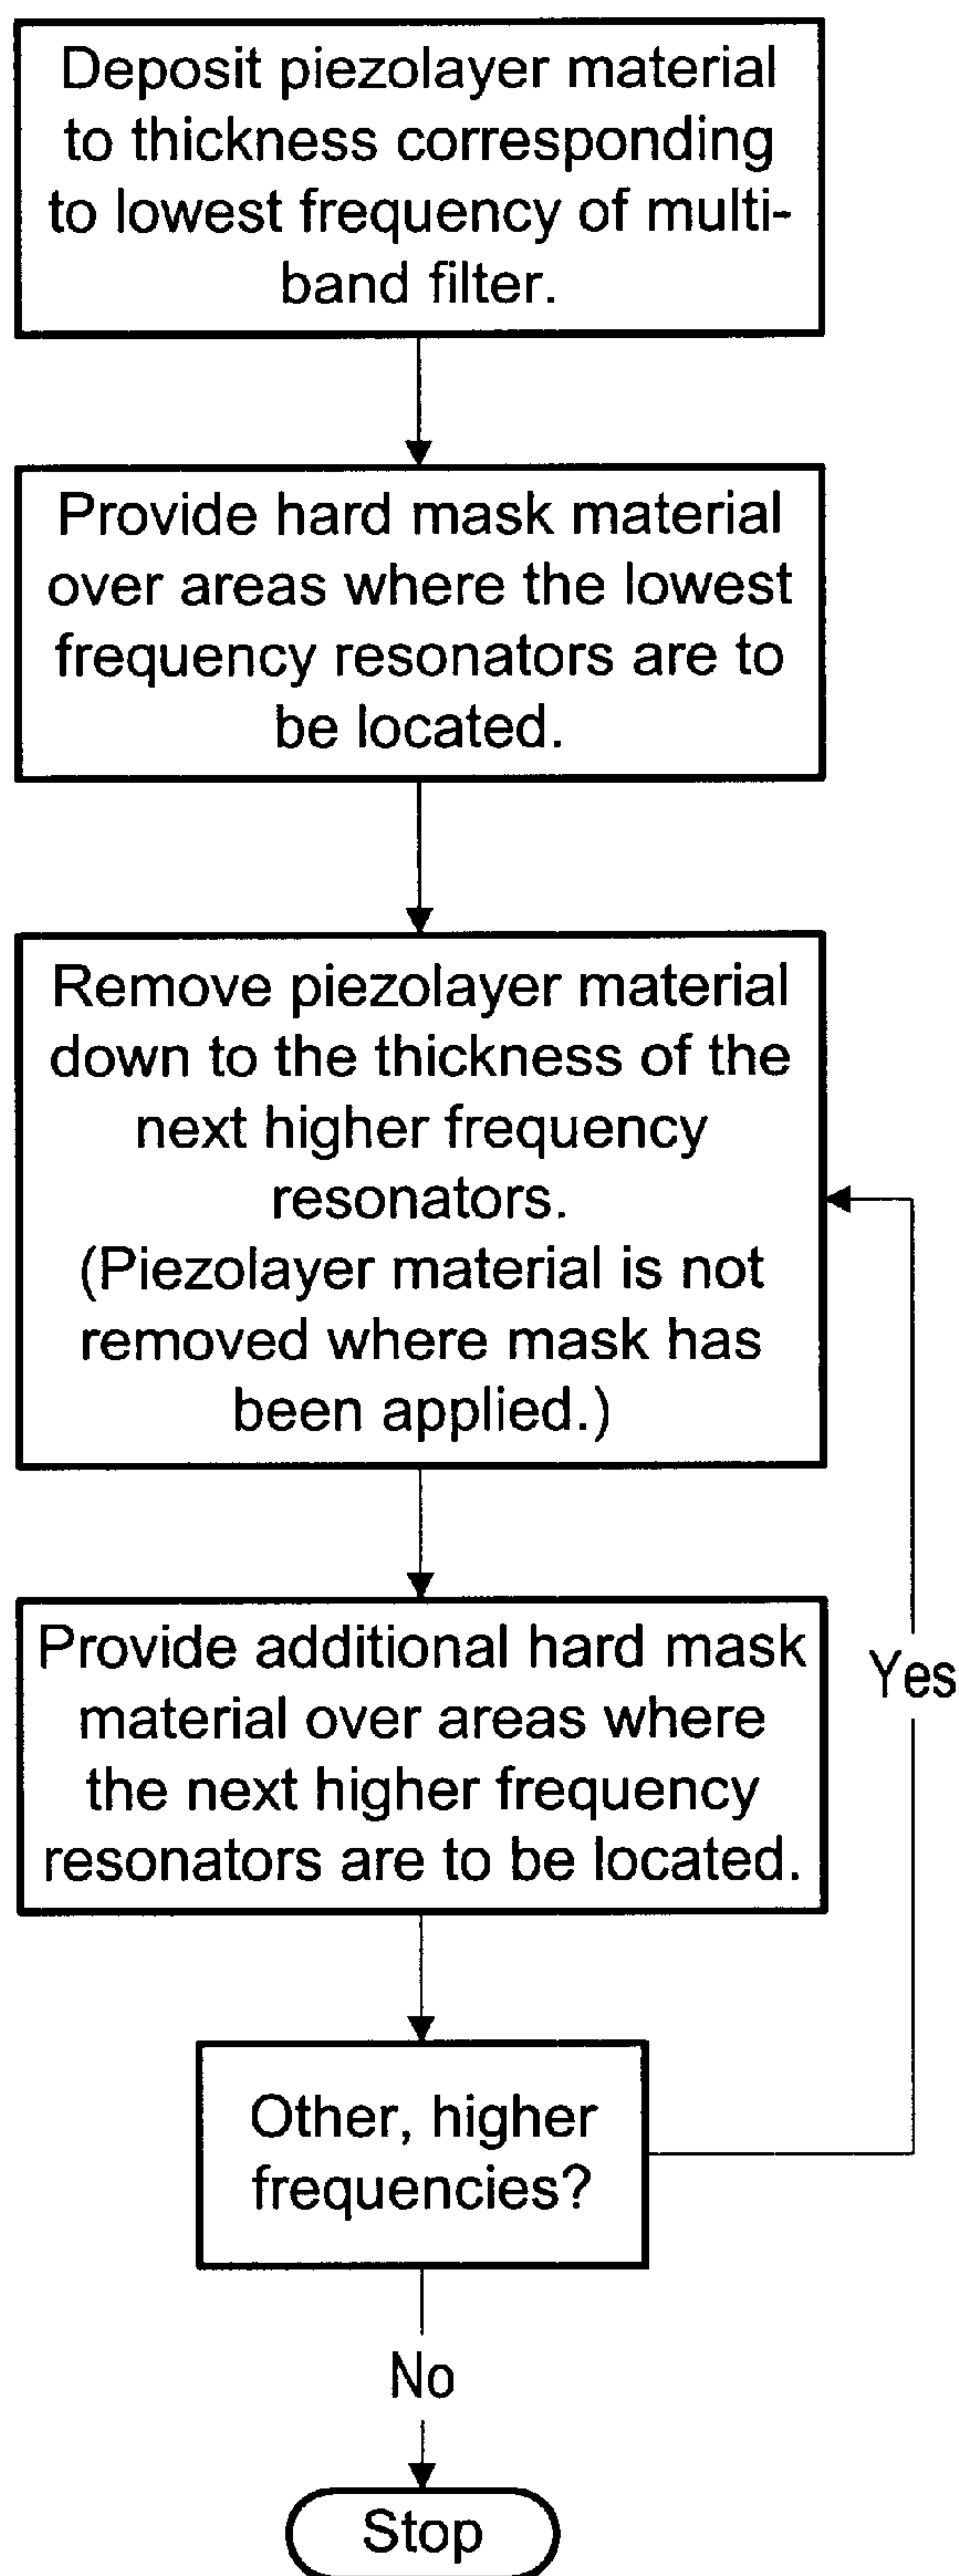 Deposit piezolayer material
to thickness corresponding
to lowest frequency of multi-
band filter.
Provide hard mask material
over areas where the lowest
frequency resonators are to
be located.
Remove piezolayer material
down to the thickness of the
next higher frequency
resonators.
(Piezolayer material is not
removed where mask has
been applied.)
Provide additional hard mask
material over areas where
the next higher frequency
resonators are to be located.
Yes
Other, higher
frequencies?
No
Stop